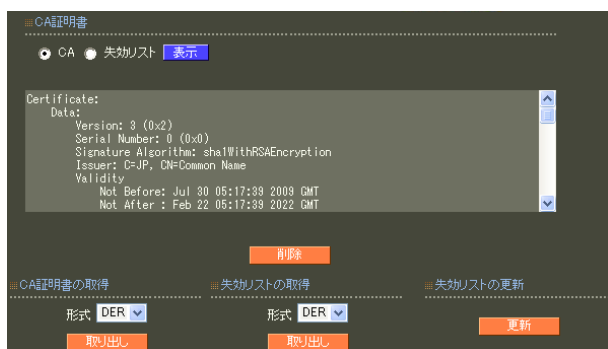 CA証明書
CA 失効リスト 表示
Certificate:
Data:
Version: 3 (0x2)
Serial Number: 0 (0x0)
Signature Algorithm: sha1WithRSAEncryption
Issuer: C=JP, CN=Common Name
Validity
Not Before: Jul 30 05:17:39 2009 GMT
Not After : Feb 22 05:17:39 2022 GMT
削除
CA証明書の取得 失効リストの取得 失効リストの更新
形式 DER 形式 DER
取り出し 取り出し 更新